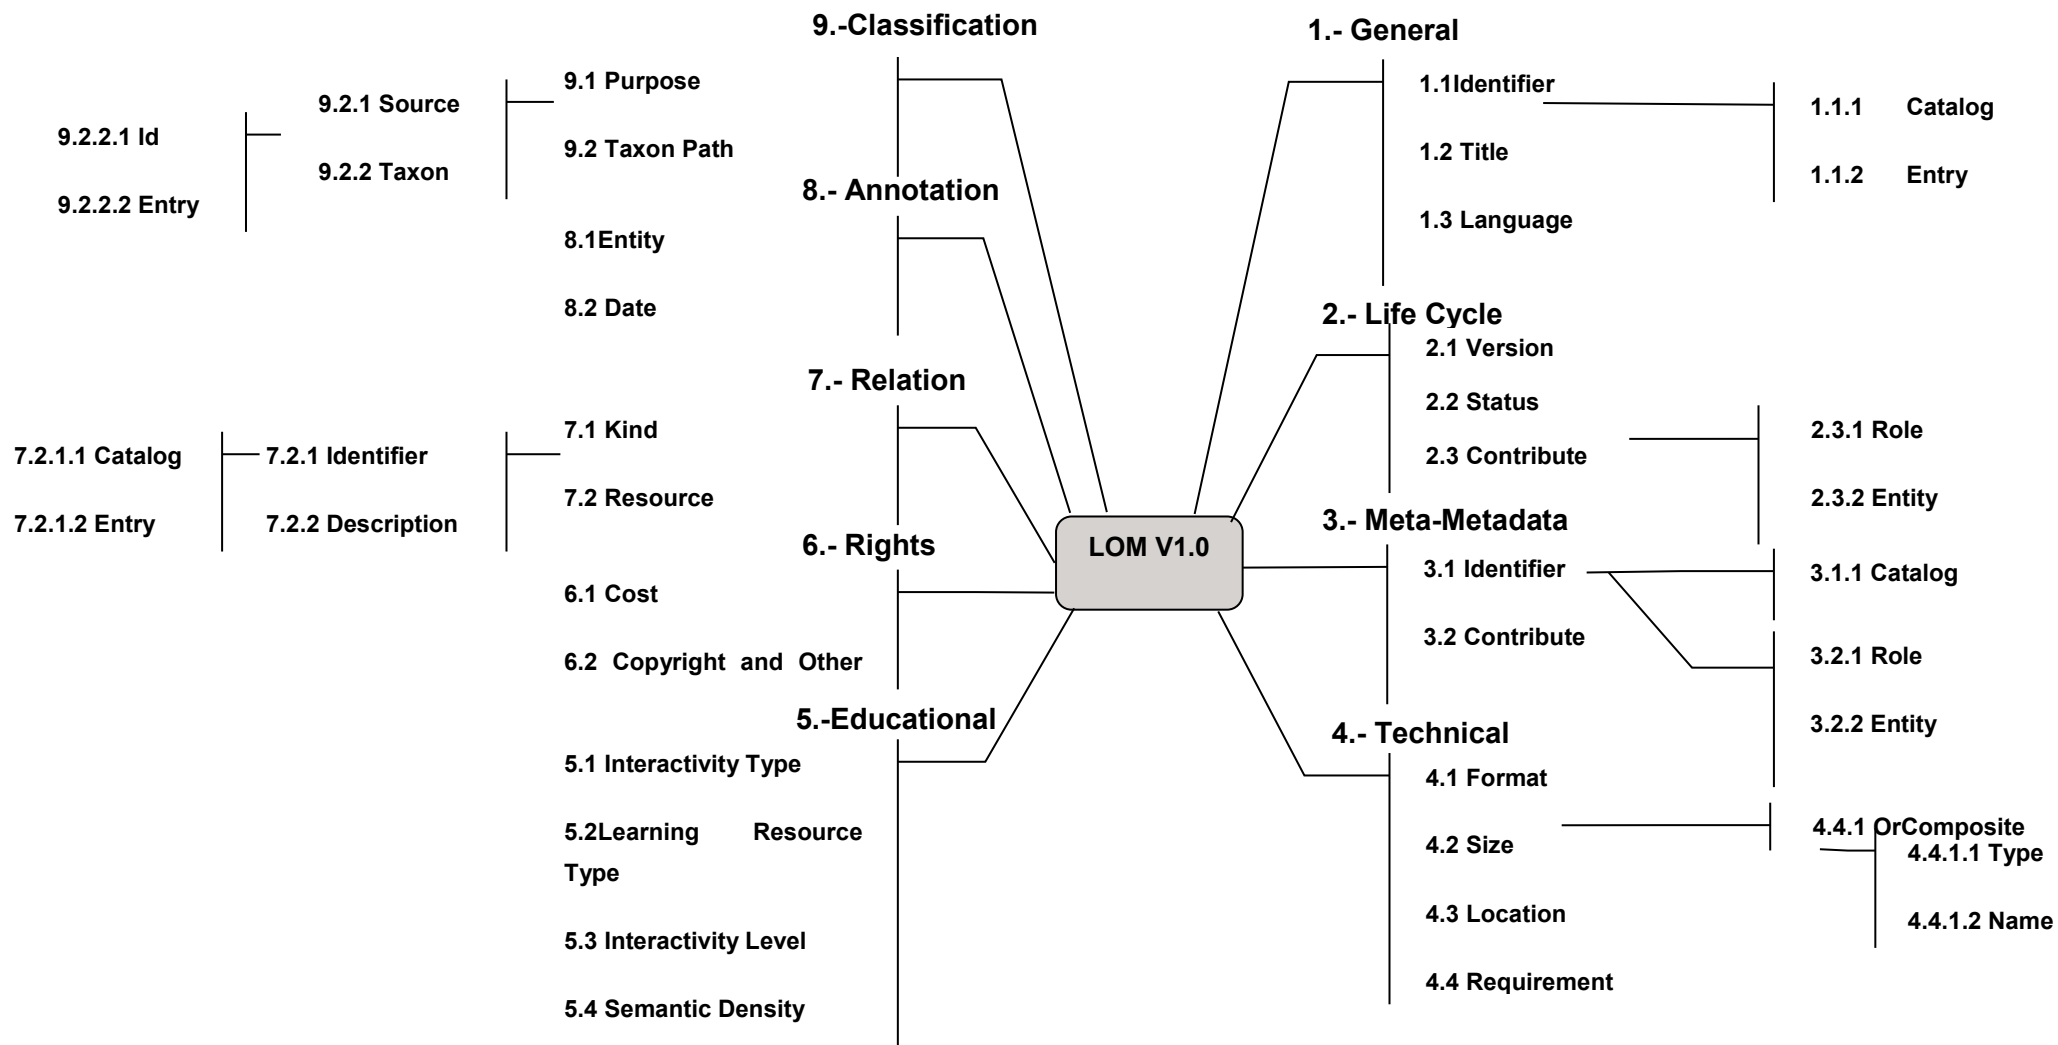 9.-Classification
9.1 Purpose
9.2 Taxon Path
9.2.1 Source
9.2.2 Taxon
9.2.2.1 Id
9.2.2.2 Entry
8.- Annotation
8.1Entity
8.2 Date
7.- Relation
7.1 Kind
7.2 Resource
7.2.1 Identifier
7.2.2 Description
7.2.1.1 Catalog
7.2.1.2 Entry
6.- Rights
6.1 Cost
6.2 Copyright and Other
5.-Educational
5.1 Interactivity Type
5.2Learning Resource
Type
5.3 Interactivity Level
5.4 Semantic Density
LOM V1.0
1.- General
1.1Identifier
1.2 Title
1.3 Language
1.1.1 Catalog
1.1.2 Entry
2.- Life Cycle
2.1 Version
2.2 Status
2.3 Contribute
2.3.1 Role
2.3.2 Entity
3.- Meta-Metadata
3.1 Identifier
3.2 Contribute
3.1.1 Catalog
3.2.1 Role
3.2.2 Entity
4.- Technical
4.1 Format
4.2 Size
4.3 Location
4.4 Requirement
4.4.1 OrComposite
4.4.1.1 Type
4.4.1.2 Name